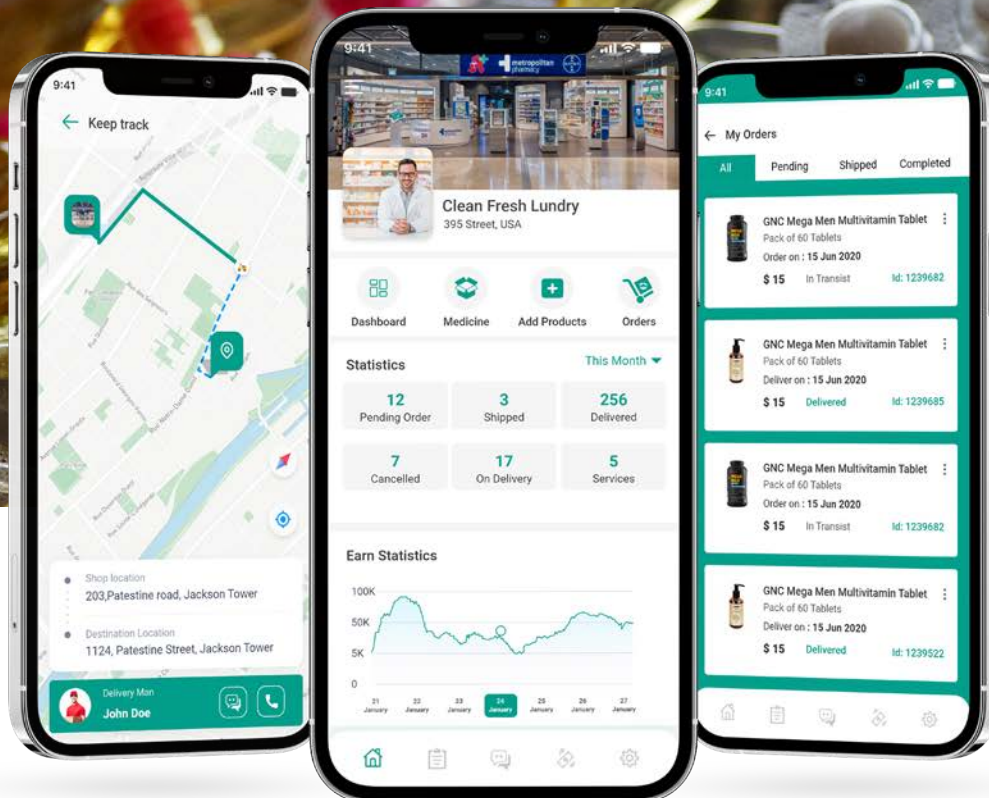 9:41
Keep track
Shop location
203,Patestine road, Jackson Tower
Destination Location
1124, Patestine Street, Jackson Tower
Delivery Man
John Doe
9:41
metropolitan
pharmacy
Clean Fresh Lundry
395 Street, USA
Dashboard Medicine Add Products Orders
Statistics This Month
12 3 256
Pending Order Shipped Delivered
7 17 5
Cancelled On Delivery Services
Earn Statistics
100K
50K
5K
0
21 22 23 24 25 26 27
January January January January January January January
9:41
My Orders
All Pending Shipped Completed
GNC Mega Men Multivitamin Tablet
Pack of 60 Tablets
Order on : 15 Jun 2020
$ 15 In Transist Id: 1239682
GNC Mega Men Multivitamin Tablet
Pack of 60 Tablets
Deliver on : 15 Jun 2020
$ 15 Delivered Id: 1239685
GNC Mega Men Multivitamin Tablet
Pack of 60 Tablets
Order on : 15 Jun 2020
$ 15 In Transist Id: 1239682
GNC Mega Men Multivitamin Tablet
Pack of 60 Tablets
Deliver on : 15 Jun 2020
$ 15 Delivered Id: 1239522